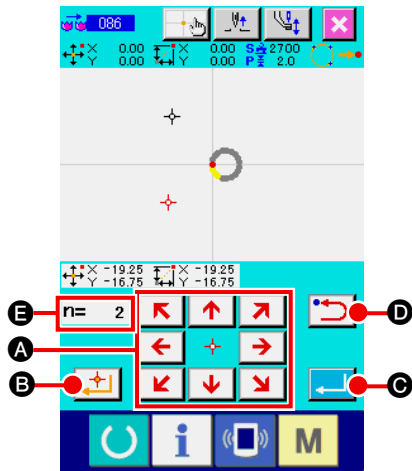 086
X 0.00 X 0.00 S 2700
Y 0.00 Y 0.00 P 2.0
X -19.25 X -19.25
Y -16.75 Y -16.75
E n= 2 D
A
B C
i M